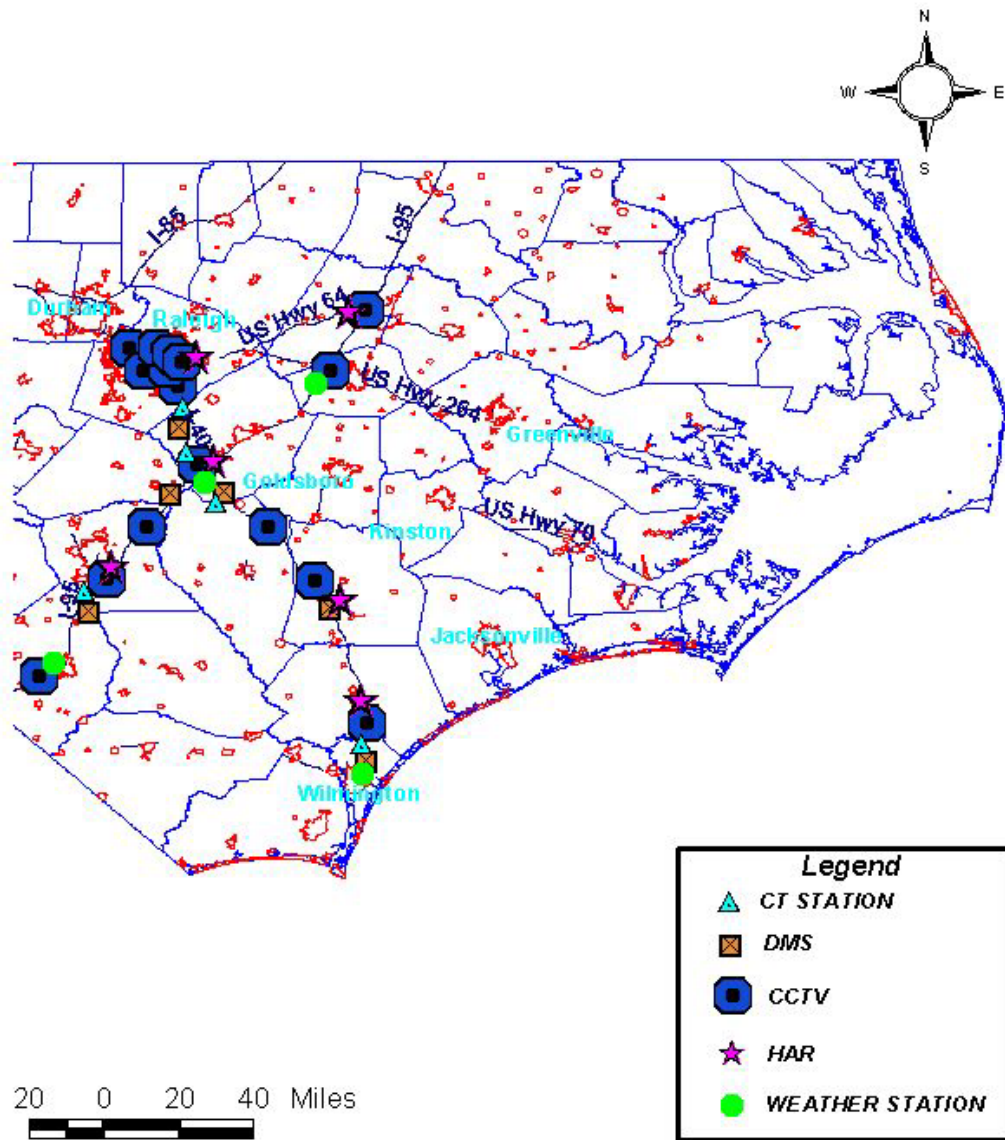 N
W E
S
I-85
I-95
Durham
Raleigh
US Hwy 64
US Hwy 264
I-40
Greenville
Goldsboro
US Hwy 70
Kinston
I-95
Jacksonville
Wilmington
Legend
CT STATION
DMS
CCTV
HAR
WEATHER STATION
20 0 20 40 Miles